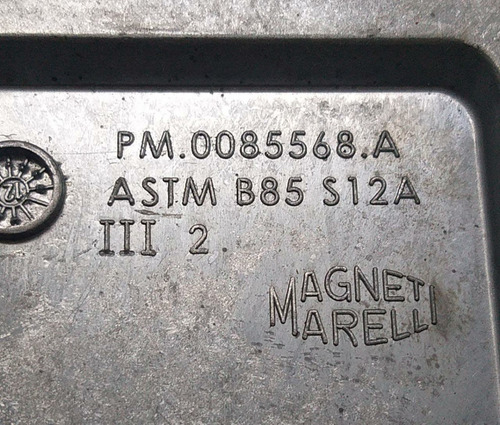 PM.0085568.A
ASTM B85 S12A
III 2
MAGNETI
MARELLI